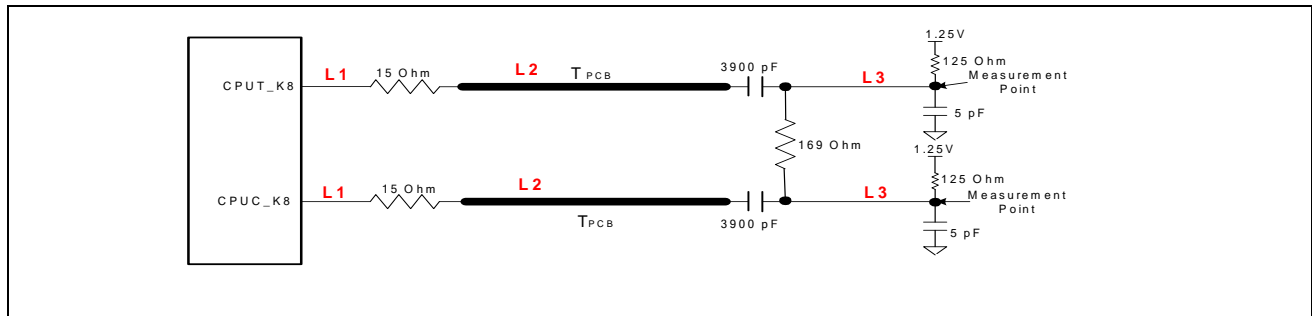 1.25V
15 Ohm
3900 pF
125 Ohm
L1
L2
TPCB
L3
Measurement
Point
CPUT_K8
5 pF
169 Ohm
1.25V
15 Ohm
125 Ohm
L1
L2
L3
Measurement
Point
CPUC_K8
TPCB
3900 pF
5 pF